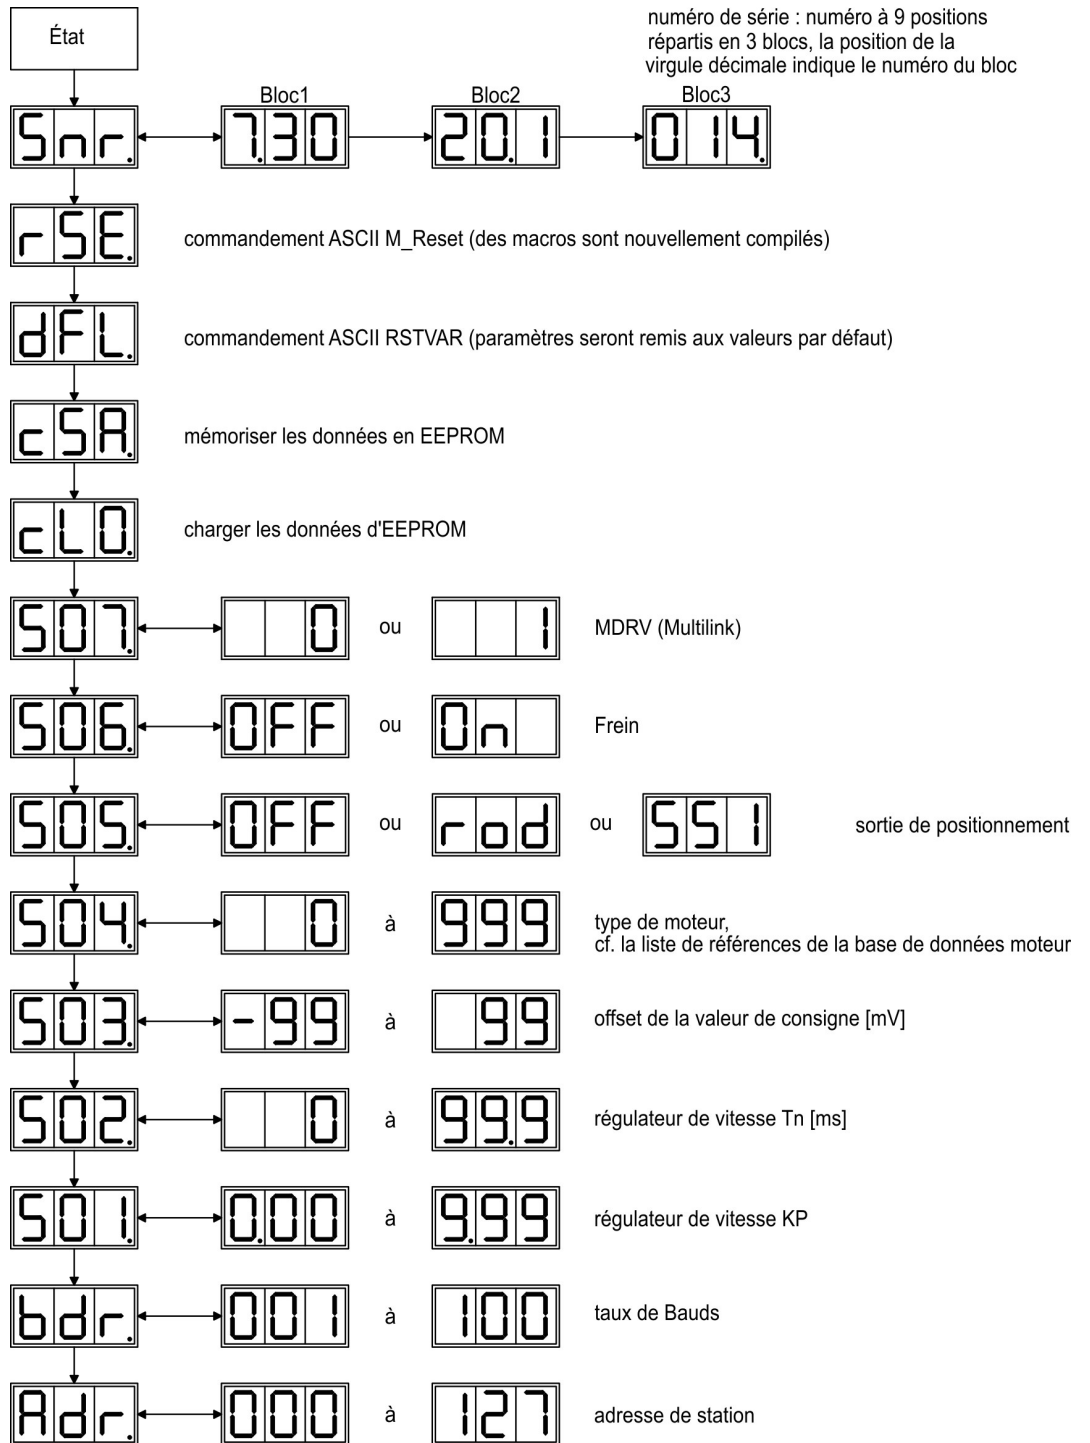 État
numéro de série : numéro à 9 positions
répartis en 3 blocs, la position de la
virgule décimale indique le numéro du bloc
Bloc1 Bloc2 Bloc3
Snr. 7.30 20.1 014.
rSE. commandement ASCII M_Reset (des macros sont nouvellement compilés)
dFL. commandement ASCII RSTVAR (paramètres seront remis aux valeurs par défaut)
cSA. mémoriser les données en EEPROM
cLO. charger les données d'EEPROM
S07. 0 ou 1 MDRV (Multilink)
S06. OFF ou On Frein
S05. OFF ou rod ou SSI sortie de positionnement
S04. 0 à 999 type de moteur,
cf. la liste de références de la base de données moteur
S03. -99 à 99 offset de la valeur de consigne [mV]
S02. 0 à 99.9 régulateur de vitesse Tn [ms]
S01. 0.00 à 9.99 régulateur de vitesse KP
bdr. 001 à 100 taux de Bauds
Adr. 000 à 127 adresse de station